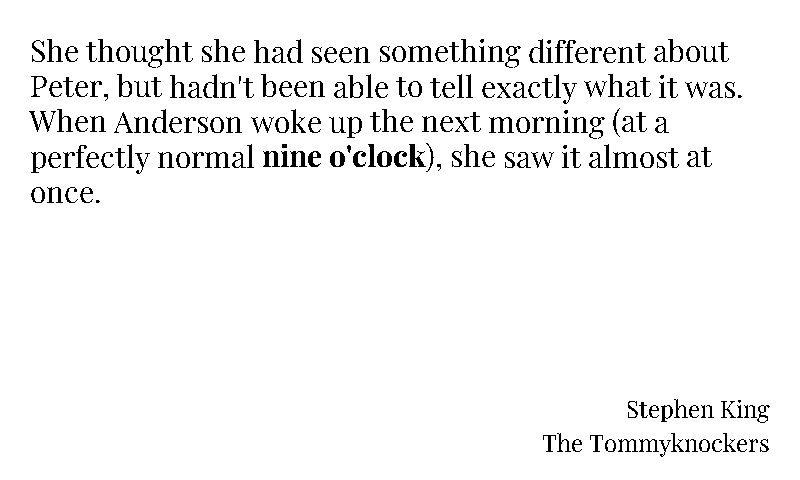 She thought she had seen something different about
Peter, but hadn't been able to tell exactly what it was.
When Anderson woke up the next morning (at a
perfectly normal nine o'clock), she saw it almost at
once.
Stephen King
The Tommyknockers